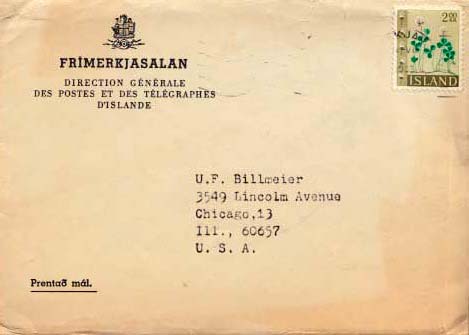 FRÍMERKJASALAN
DIRECTION GÉNÉRALE
DES POSTES ET DES TÉLÉGRAPHES
D'ISLANDE
2.00
ISLAND
U.F. Billmeier
3549 Lincolm Avenue
Chicago,13
Ill., 60657
U. S. A.
Prentað mál.